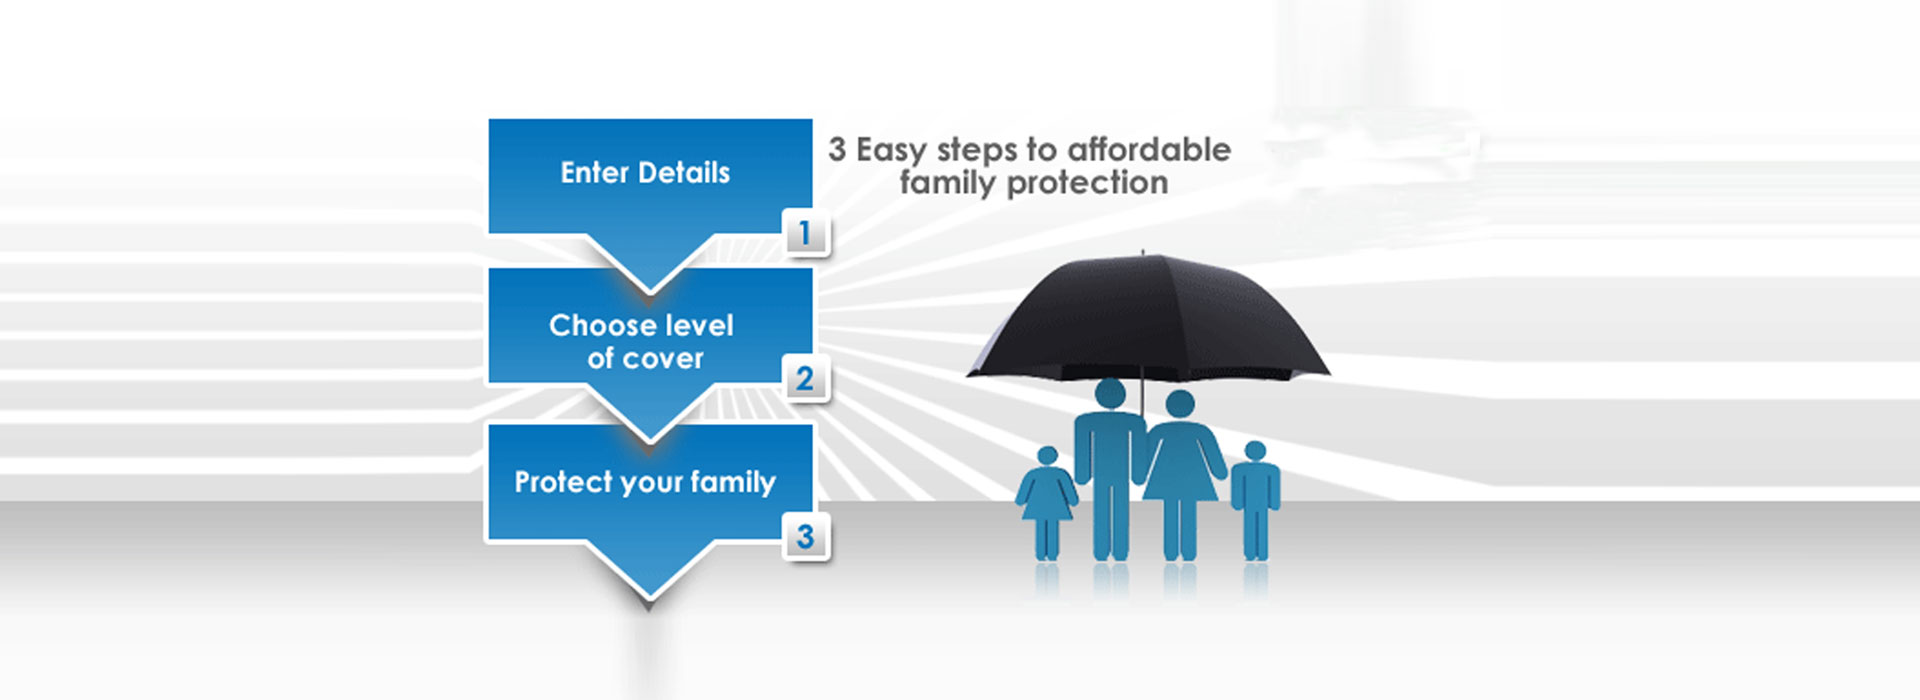 3 Easy steps to affordable
family protection
Enter Details
1
Choose level
of cover
2
Protect your family
3